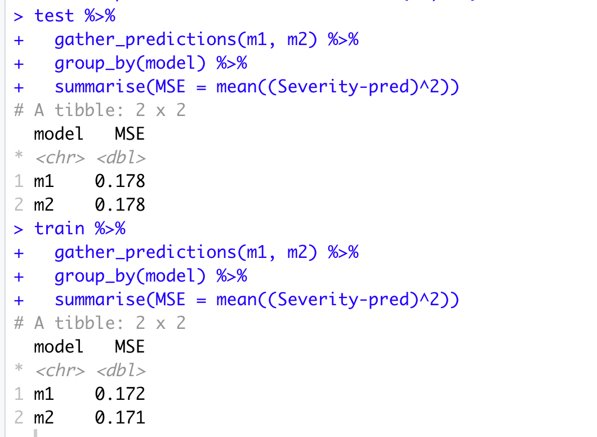 > test %>%
+   gather_predictions(m1, m2) %>%
+   group_by(model) %>%
+   summarise(MSE = mean((Severity-pred)^2))
# A tibble: 2 x 2
  model   MSE
* <chr> <dbl>
1 m1    0.178
2 m2    0.178
> train %>%
+   gather_predictions(m1, m2) %>%
+   group_by(model) %>%
+   summarise(MSE = mean((Severity-pred)^2))
# A tibble: 2 x 2
  model   MSE
* <chr> <dbl>
1 m1    0.172
2 m2    0.171